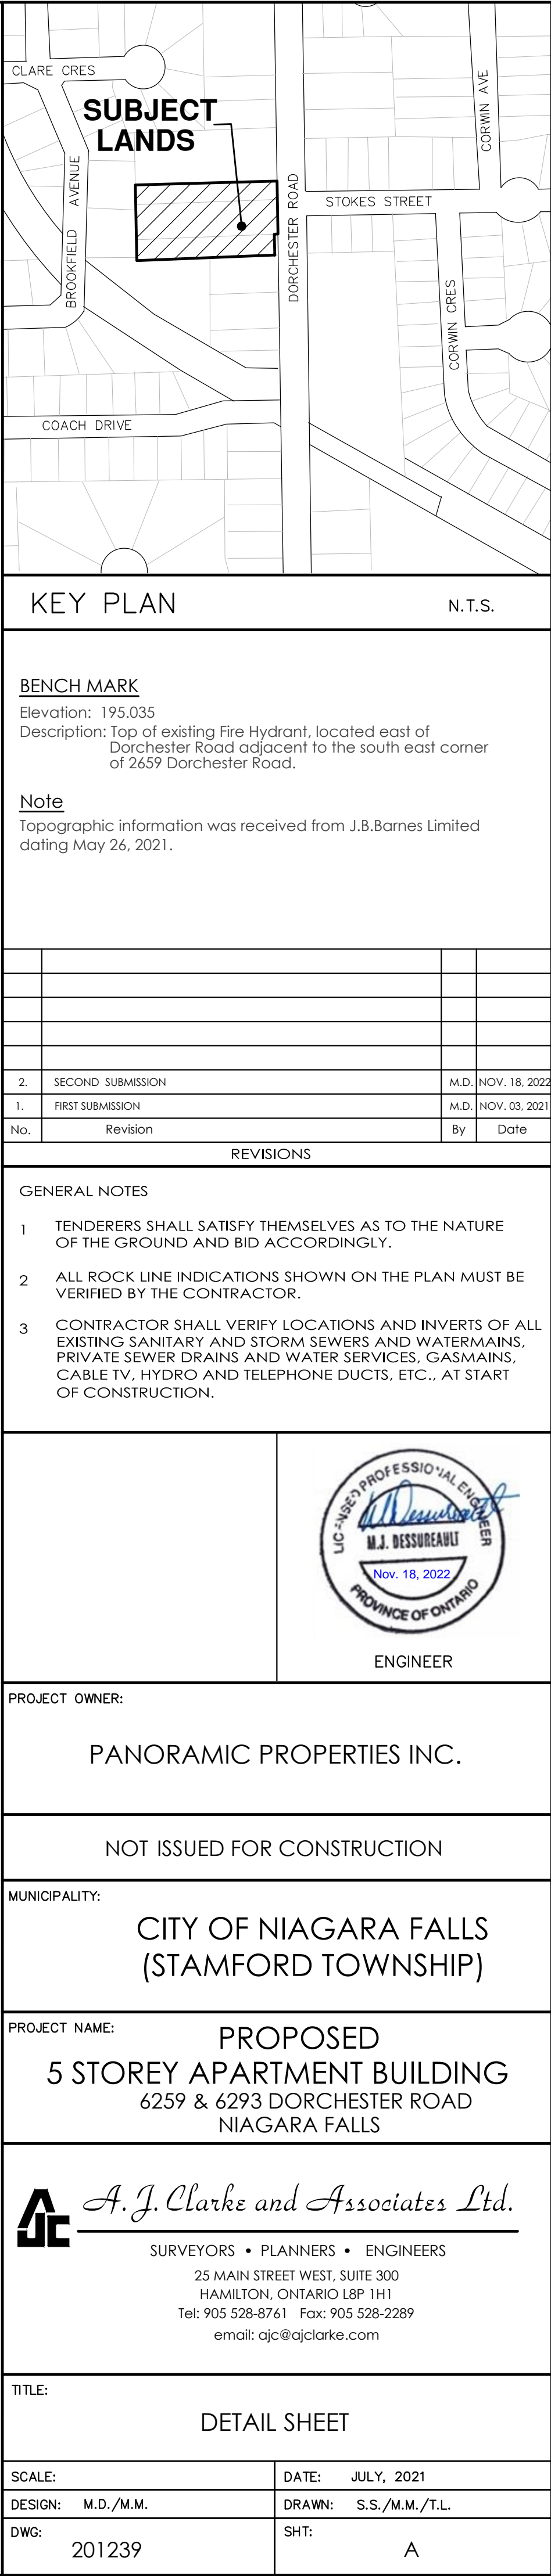 CLARE CRES
SUBJECT
LANDS
CORWIN AVE
BROOKFIELD AVENUE
DORCHESTER ROAD
STOKES STREET
CORWIN CRES
COACH DRIVE
KEY PLAN
N.T.S.
BENCH MARK
Elevation: 195.035
Description: Top of existing Fire Hydrant, located east of
Dorchester Road adjacent to the south east corner
of 2659 Dorchester Road.
Note
Topographic information was received from J.B.Barnes Limited
dating May 26, 2021.
2. SECOND SUBMISSION M.D. NOV. 18, 2022
1. FIRST SUBMISSION M.D. NOV. 03, 2021
No. Revision By Date
REVISIONS
GENERAL NOTES
1 TENDERERS SHALL SATISFY THEMSELVES AS TO THE NATURE
OF THE GROUND AND BID ACCORDINGLY.
2 ALL ROCK LINE INDICATIONS SHOWN ON THE PLAN MUST BE
VERIFIED BY THE CONTRACTOR.
3 CONTRACTOR SHALL VERIFY LOCATIONS AND INVERTS OF ALL
EXISTING SANITARY AND STORM SEWERS AND WATERMAINS,
PRIVATE SEWER DRAINS AND WATER SERVICES, GASMAINS,
CABLE TV, HYDRO AND TELEPHONE DUCTS, ETC., AT START
OF CONSTRUCTION.
LICENSED PROFESSIONAL ENGINEER
M.J. DESSUREAULT
Nov. 18, 2022
PROVINCE OF ONTARIO
ENGINEER
PROJECT OWNER:
PANORAMIC PROPERTIES INC.
NOT ISSUED FOR CONSTRUCTION
MUNICIPALITY:
CITY OF NIAGARA FALLS
(STAMFORD TOWNSHIP)
PROJECT NAME:
PROPOSED
5 STOREY APARTMENT BUILDING
6259 & 6293 DORCHESTER ROAD
NIAGARA FALLS
AJC
A. J. Clarke and Associates Ltd.
SURVEYORS • PLANNERS • ENGINEERS
25 MAIN STREET WEST, SUITE 300
HAMILTON, ONTARIO L8P 1H1
Tel: 905 528-8761 Fax: 905 528-2289
email: ajc@ajclarke.com
TITLE:
DETAIL SHEET
SCALE:
DATE: JULY, 2021
DESIGN: M.D./M.M.
DRAWN: S.S./M.M./T.L.
DWG:
201239
SHT:
A